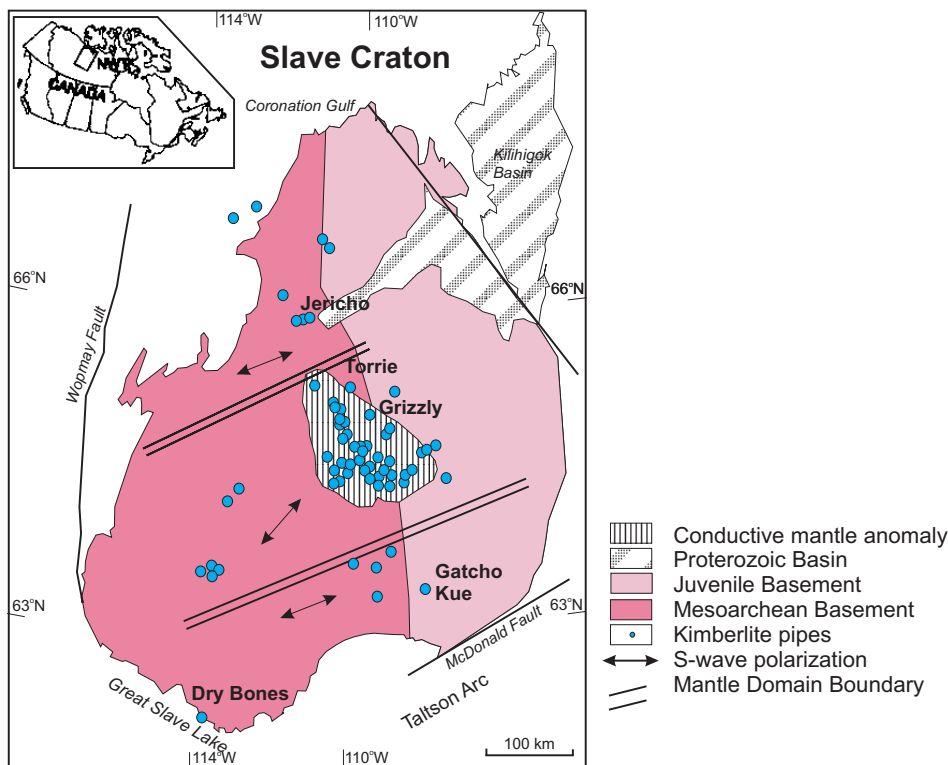 114°W
110°W
Slave Craton
NWT
CANADA
Coronation Gulf
Kilihigok
Basin
66°N
66°N
Jericho
Wopmay Fault
Torrie
Grizzly
Gatcho
Kue
63°N
63°N
McDonald Fault
Dry Bones
Taltson Arc
Great Slave Lake
114°W
110°W
100 km
Conductive mantle anomaly
Proterozoic Basin
Juvenile Basement
Mesoarchean Basement
Kimberlite pipes
S-wave polarization
Mantle Domain Boundary